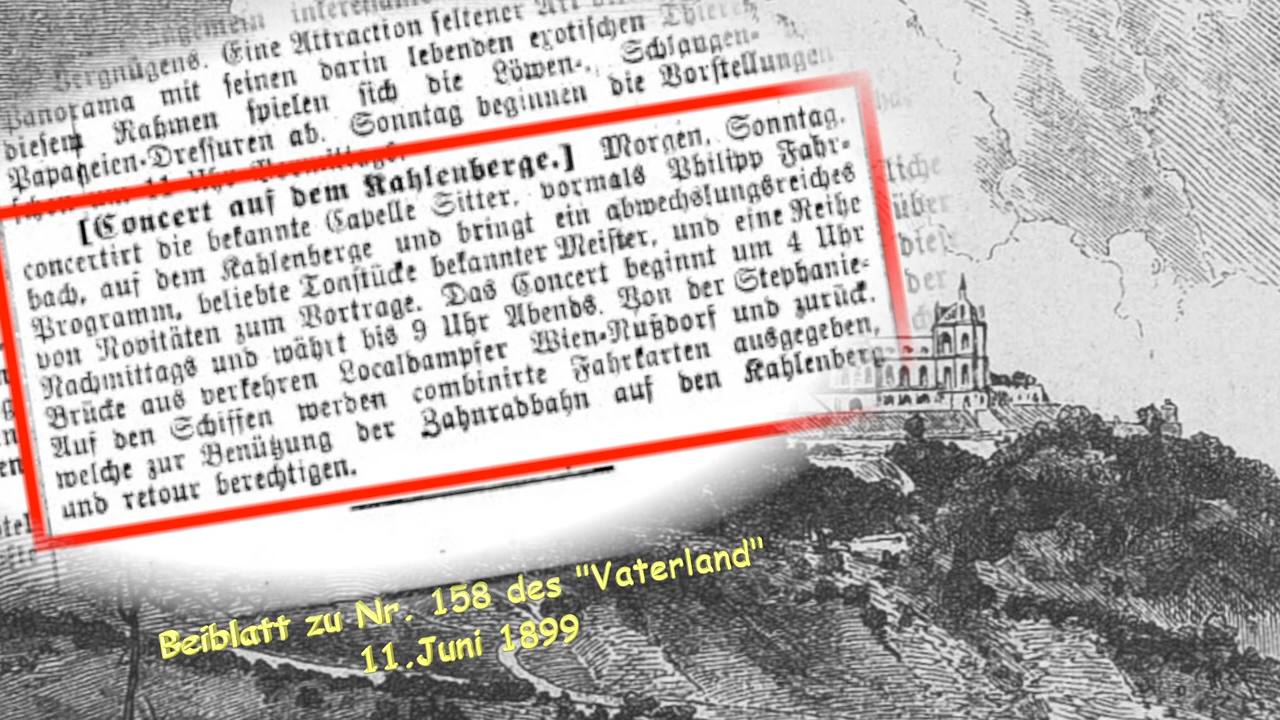 Vergnügens. Eine Attraction seltener Art
Panorama mit seinen darin lebenden exotischen
diesem Rahmen spielen sich die Löwen-, Schlangen-
Papageien-Dressuren ab. Sonntag beginnen die Vorstellungen
[Concert auf dem Kahlenberge.] Morgen, Sonntag,
concertirt die bekannte Capelle Sitter, vormals Philipp Fahr-
bach, auf dem Kahlenberge und bringt ein abwechslungsreiches
Programm, beliebte Tonstücke bekannter Meister, und eine Reihe
von Novitäten zum Vortrage. Das Concert beginnt um 4 Uhr
Nachmittags und währt bis 9 Uhr Abends. Von der Stephanie-
Brücke aus verkehren Localdampfer Wien-Nußdorf und zurück.
Auf den Schiffen werden combinirte Fahrkarten ausgegeben,
welche zur Benützung der Zahnradbahn auf den Kahlenberg
und retour berechtigen.
liche
über
der
Beiblatt zu Nr. 158 des "Vaterland"
11.Juni 1899